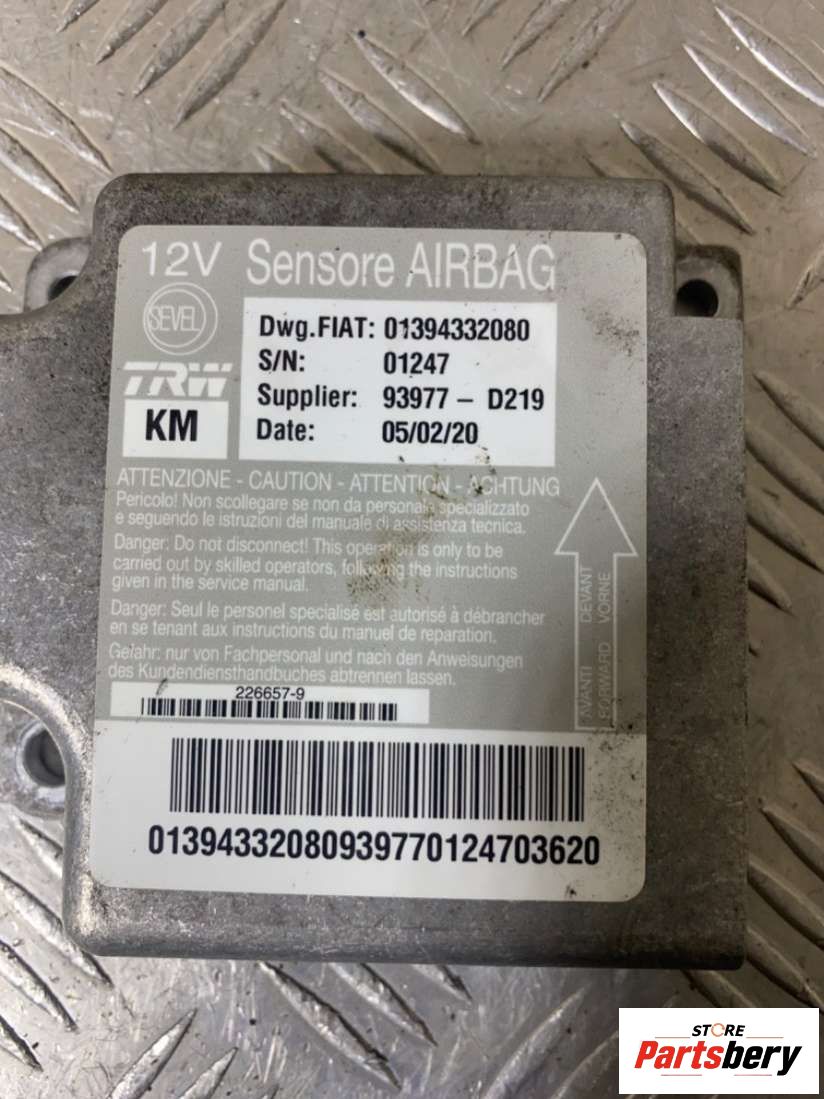 12V Sensore AIRBAG
SEVEL
TRW
KM
Dwg.FIAT: 01394332080
S/N: 01247
Supplier: 93977 - D219
Date: 05/02/20
ATTENZIONE - CAUTION - ATTENTION - ACHTUNG
Pericolo! Non scollegare se non da personale specializzato
e seguendo le istruzioni del manuale di assistenza tecnica.
Danger: Do not disconnect! This operation is only to be
carried out by skilled operators, following the instructions
given in the service manual.
Danger: Seul le personel specialisé est autorisé à débrancher
en se tenant aux instructions du manuel de reparation.
Gefahr: nur von Fachpersonal und nach den Anweisungen
des Kundendiensthandbuches abtrennen lassen.
AVANTI DEVANT
FORWARD VORNE
226657-9
01394332080939770124703620
STORE
Partsbery